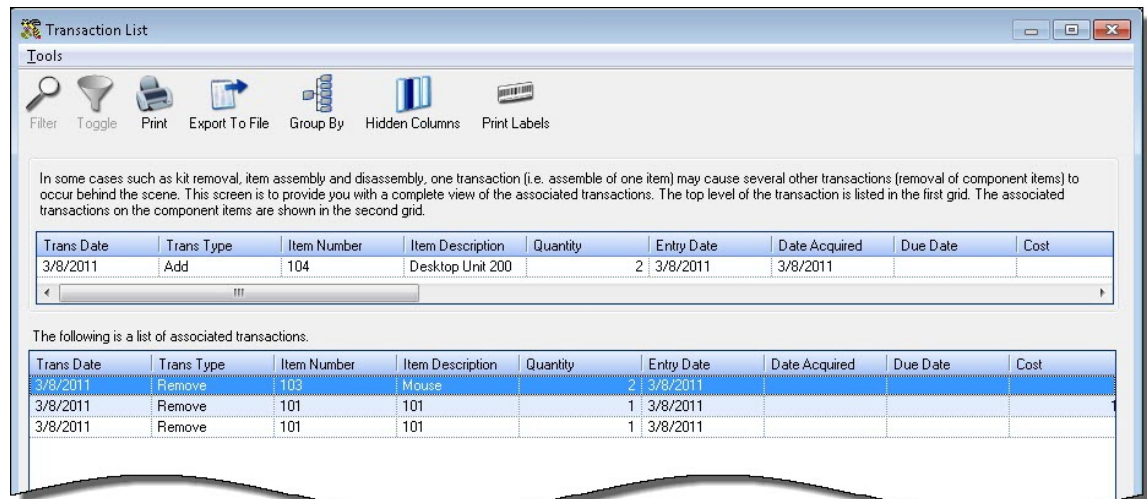 Transaction List
Tools
Filter Toggle Print Export To File Group By Hidden Columns Print Labels
In some cases such as kit removal, item assembly and disassembly, one transaction (i.e. assemble of one item) may cause several other transactions (removal of component items) to
occur behind the scene. This screen is to provide you with a complete view of the associated transactions. The top level of the transaction is listed in the first grid. The associated
transactions on the component items are shown in the second grid.
Trans Date Trans Type Item Number Item Description Quantity Entry Date Date Acquired Due Date Cost
3/8/2011 Add 104 Desktop Unit 200 2 3/8/2011 3/8/2011
The following is a list of associated transactions.
Trans Date Trans Type Item Number Item Description Quantity Entry Date Date Acquired Due Date Cost
3/8/2011 Remove 103 Mouse 2 3/8/2011
3/8/2011 Remove 101 101 1 3/8/2011 1
3/8/2011 Remove 101 101 1 3/8/2011